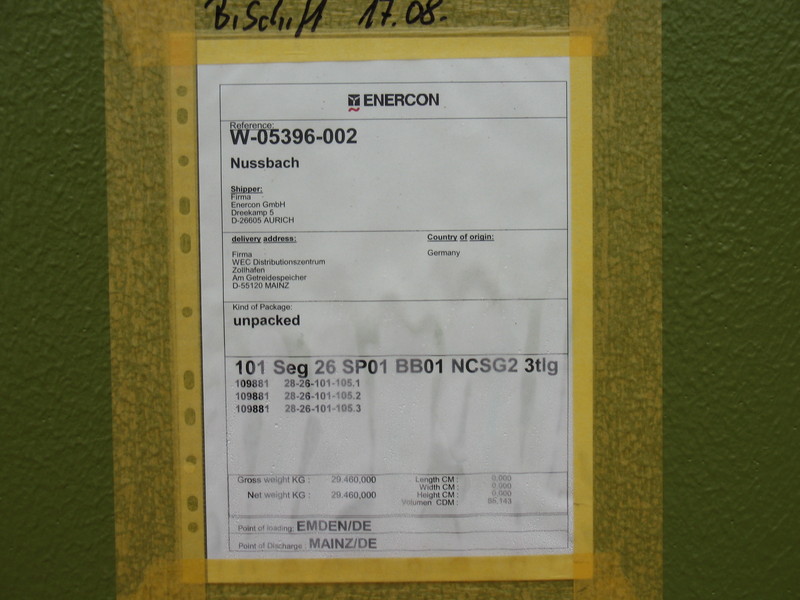 B.Schiff 17.08.
ENERCON
Reference:
W-05396-002
Nussbach
Shipper:
Firma
Enercon GmbH
Dreekamp 5
D-26605 AURICH
delivery address:
Firma
WEC Distributionszentrum
Zollhafen
Am Getreidespeicher
D-55120 MAINZ
Country of origin:
Germany
Kind of Package:
unpacked
101 Seg 26 SP01 BB01 NCSG2 3tlg
109881 28-26-101-105.1
109881 28-26-101-105.2
109881 28-26-101-105.3
Gross weight KG : 29.460,000
Net weight KG : 29.460,000
Length CM : 0,000
Width CM : 0,000
Height CM : 0,000
Volumen CDM : 86,143
Point of loading: EMDEN/DE
Point of Discharge : MAINZ/DE